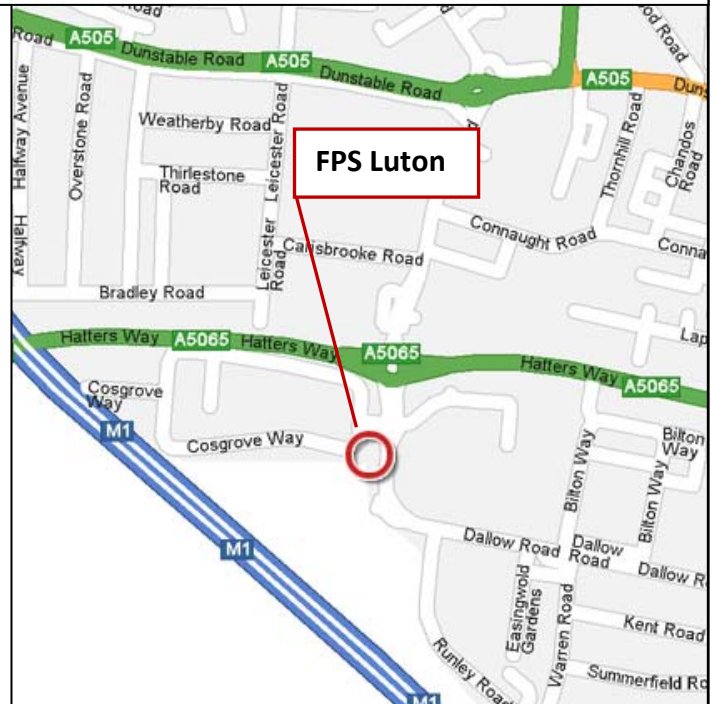 Road
A505
Dunstable Road
A505
Dunstable Road
A505
Duns
ood Road
Halfway Avenue
Overstone Road
Weatherby Road
Leicester Road
Thirlestone
Road
FPS Luton
Thornhill Road
Chandos
Road
Halfway
Leicester
Road
Carisbrooke Road
Connaught Road
Conna
Bradley Road
Lap
Hatters Way
A5065
Hatters Way
A5065
Hatters Way
A5065
Cosgrove
Way
M1
Cosgrove Way
Bilton Way
Bilton
Way
Bilton Way
M1
Dallow Road
Dallow
Road
Dallow R
Easingwold
Gardens
Warren Road
Kent Road
Runley Road
Summerfield Ro
M1